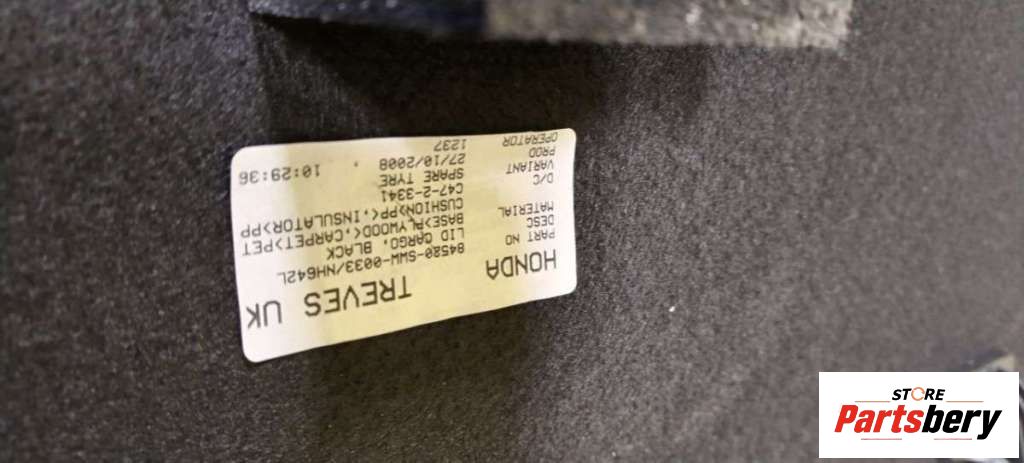 HONDA TREVES UK
PART NO 84520-SWW-0033/NH642L
DESC LID CARGO, BLACK
MATERIAL BASE>PLYWOOD<,CARPET>PET
CUSHION>PP<,INSULATOR>PP
D/C C47-2-3341
VARIANT SPARE TYRE
PROD 27/10/2008 , 10:29:36
OPERATOR 1237
STORE
Partsbery